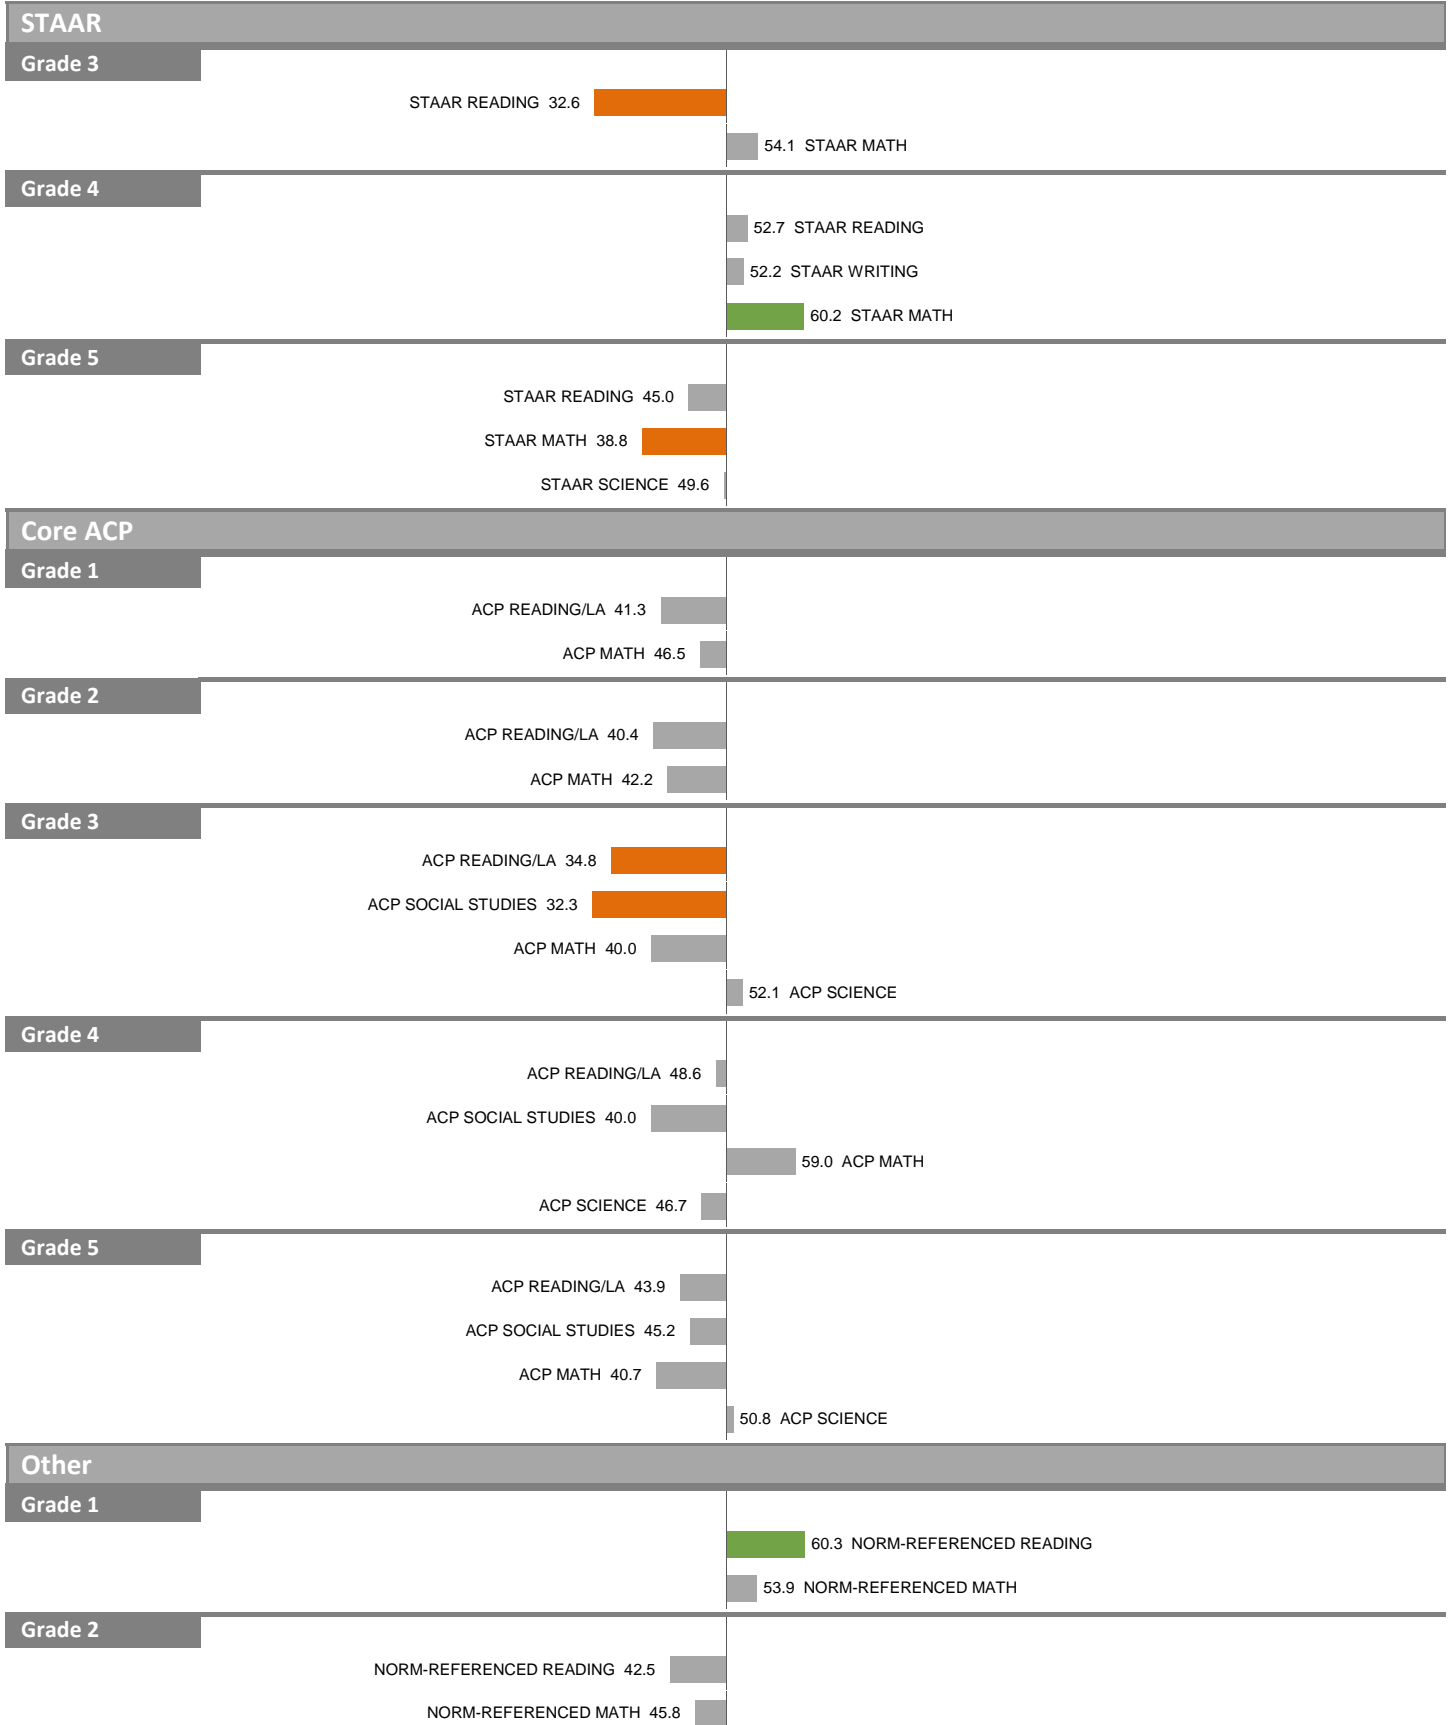 STAAR
Grade 3
STAAR READING 32.6
54.1 STAAR MATH
Grade 4
52.7 STAAR READING
52.2 STAAR WRITING
60.2 STAAR MATH
Grade 5
STAAR READING 45.0
STAAR MATH 38.8
STAAR SCIENCE 49.6
Core ACP
Grade 1
ACP READING/LA 41.3
ACP MATH 46.5
Grade 2
ACP READING/LA 40.4
ACP MATH 42.2
Grade 3
ACP READING/LA 34.8
ACP SOCIAL STUDIES 32.3
ACP MATH 40.0
52.1 ACP SCIENCE
Grade 4
ACP READING/LA 48.6
ACP SOCIAL STUDIES 40.0
59.0 ACP MATH
ACP SCIENCE 46.7
Grade 5
ACP READING/LA 43.9
ACP SOCIAL STUDIES 45.2
ACP MATH 40.7
50.8 ACP SCIENCE
Other
Grade 1
60.3 NORM-REFERENCED READING
53.9 NORM-REFERENCED MATH
Grade 2
NORM-REFERENCED READING 42.5
NORM-REFERENCED MATH 45.8